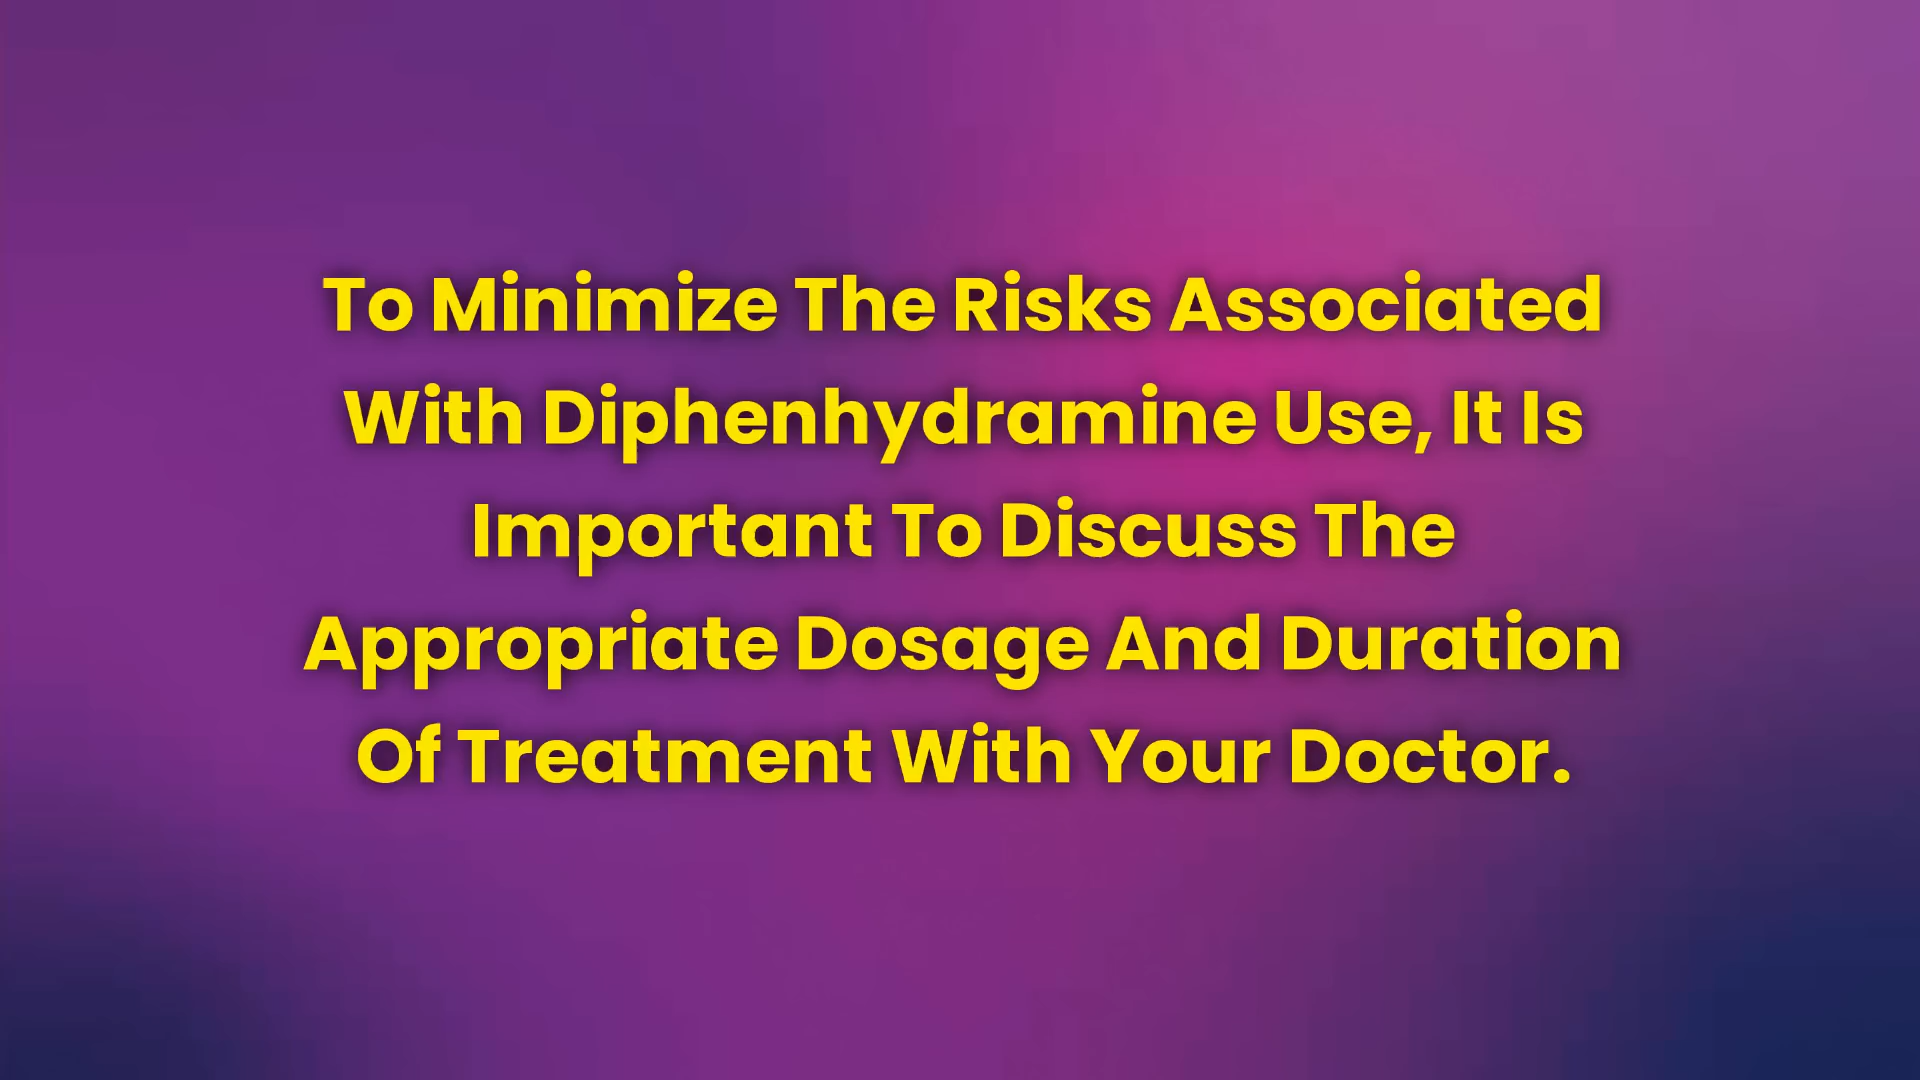 To Minimize The Risks Associated
With Diphenhydramine Use, It Is
Important To Discuss The
Appropriate Dosage And Duration
Of Treatment With Your Doctor.